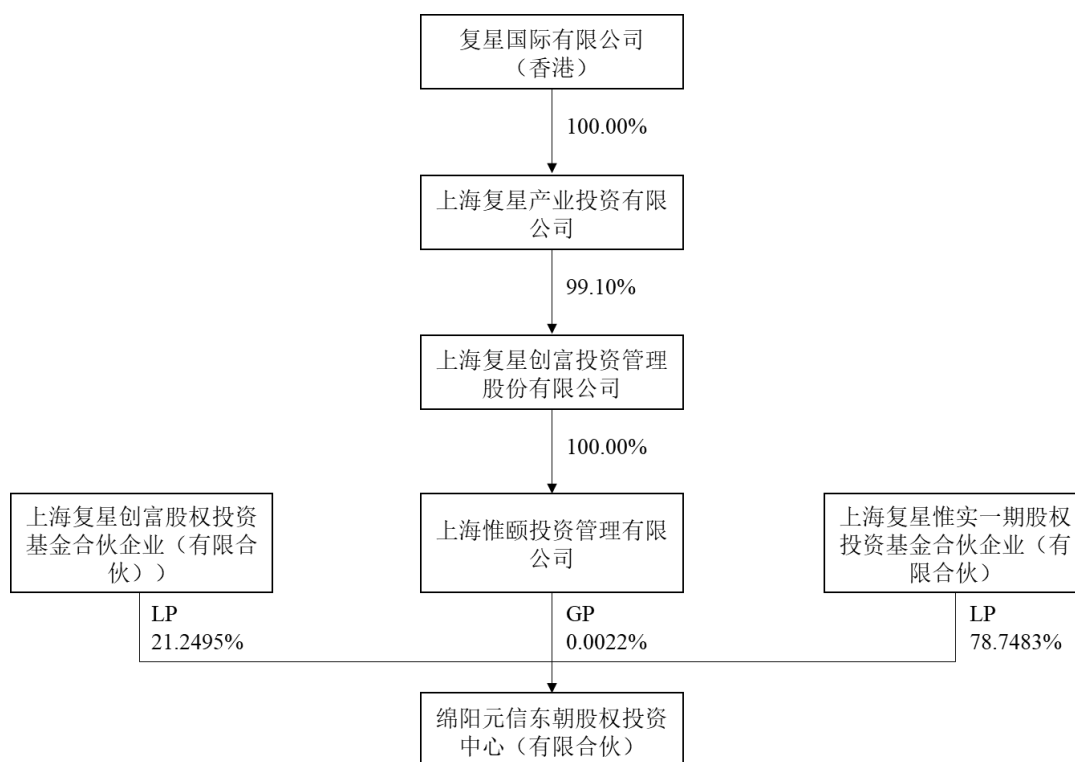 复星国际有限公司
（香港）
100.00%
上海复星产业投资有限
公司
99.10%
上海复星创富投资管理
股份有限公司
100.00%
上海复星创富股权投资
基金合伙企业（有限合
伙））
上海惟颐投资管理有限
公司
上海复星惟实一期股权
投资基金合伙企业（有
限合伙）
LP
21.2495%
GP
0.0022%
LP
78.7483%
绵阳元信东朝股权投资
中心（有限合伙）